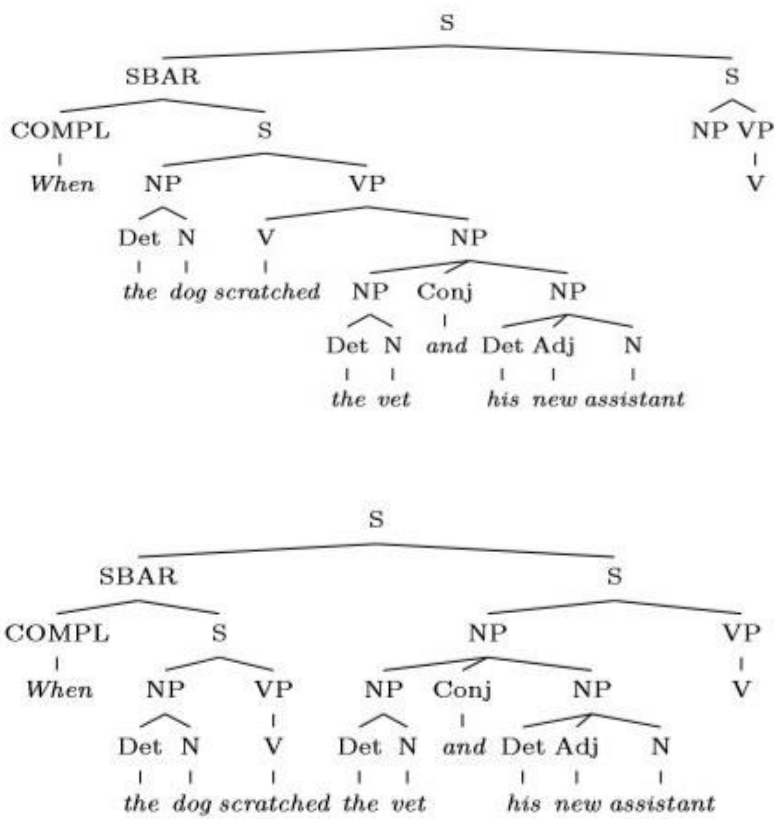 S
SBAR S
COMPL S NP VP
When NP VP V
Det N V NP
the dog scratched NP Conj NP
Det N and Det Adj N
the vet his new assistant
S
SBAR S
COMPL S NP VP
When NP VP NP Conj NP V
Det N V Det N and Det Adj N
the dog scratched the vet his new assistant